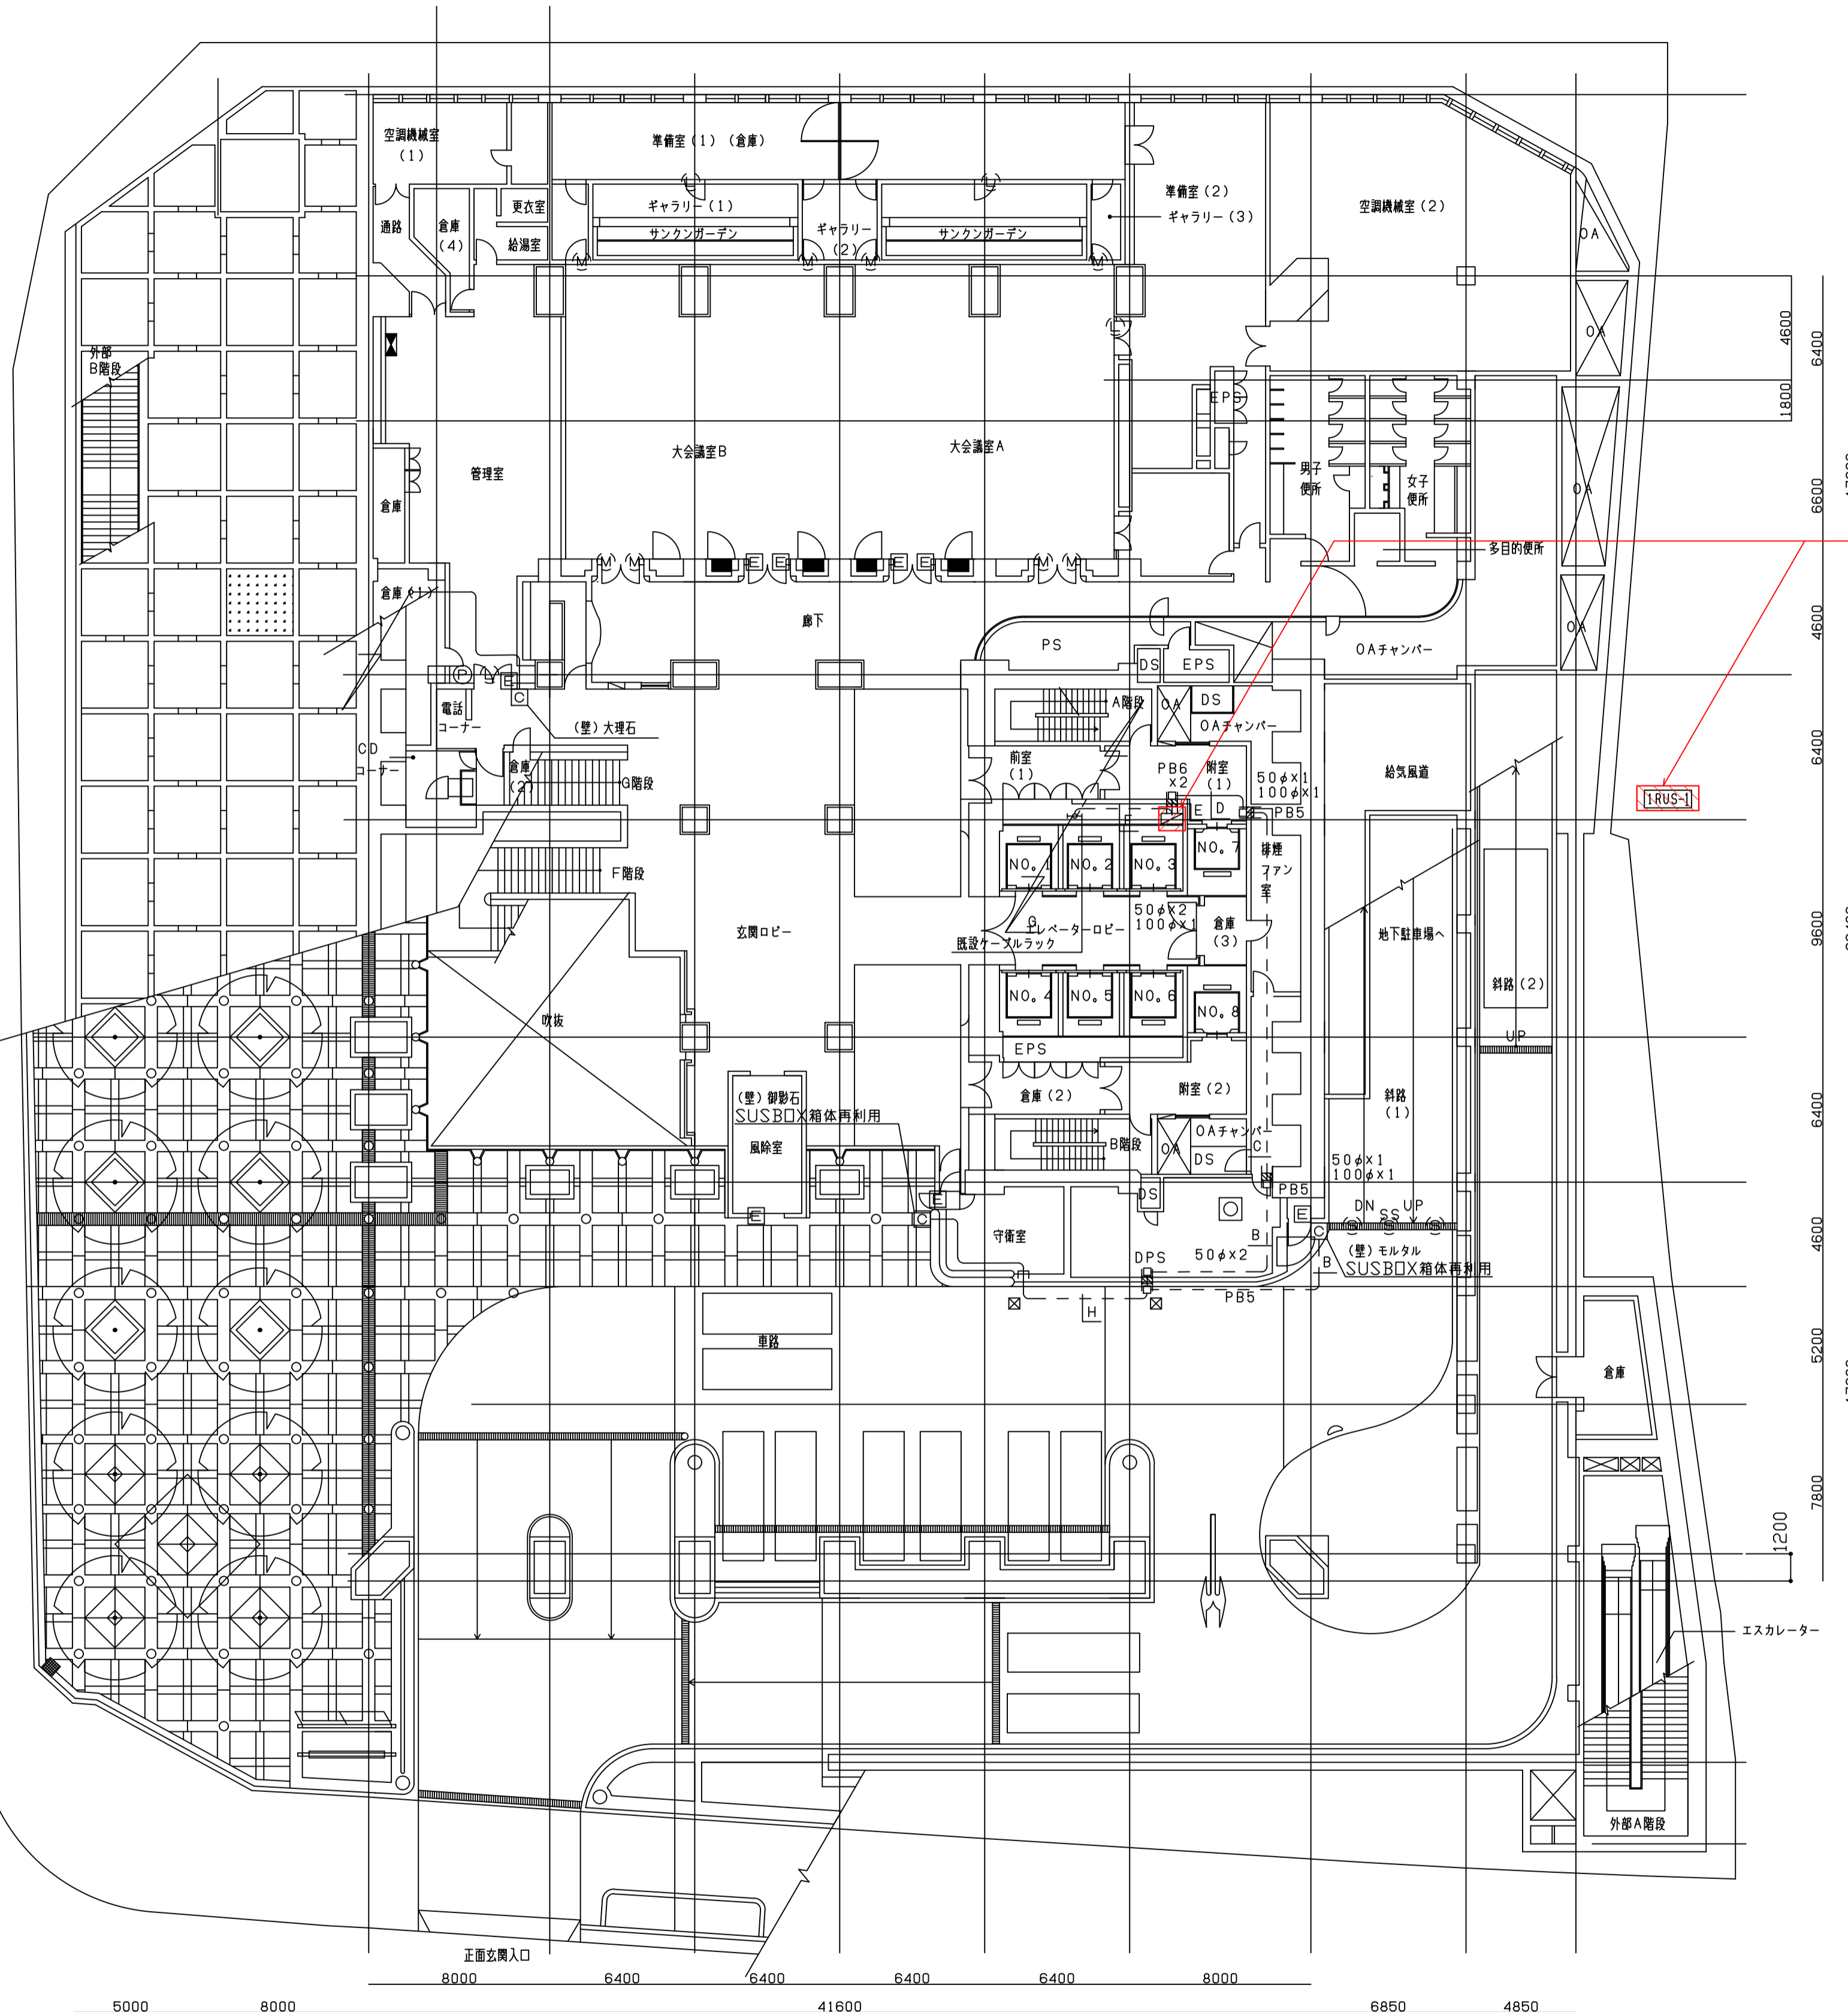 空調機械室
(1)
準備室(1)(倉庫)
準備室(2)
空調機械室(2)
更衣室
ギャラリー(1)
ギャラリー(3)
通路
倉庫
(4)
給湯室
サンクンガーデン
ギャラリー
(2)
サンクンガーデン
OA
M
M
M
M
L
L
L
OA
4600
6400
外部
B階段
1800
EPS
大会議室B
大会議室A
管理室
男子
便所
女子
便所
OA
倉庫
6600
多目的便所
M
M
E
E
E
E
M
M
倉庫(1)
廊下
OA
4600
PS
DS
EPS
OAチャンバー
P
L
E
C
電話
コーナー
(壁)大理石
A階段
OA
DS
OAチャンバー
CD
コーナー
倉庫
(2)
G階段
前室
(1)
PB6
x2
附室
(1)
50φx1
100φx1
給気風道
6400
1RUS-1
E
D
PB5
NO。1
NO。2
NO。3
NO。7
排煙
ファン
室
F階段
50φx2
100φx1
G
玄関ロビー
エレベーターロビー
既設ケーブルラック
倉庫
(3)
地下駐車場へ
9600
斜路(2)
NO。4
NO。5
NO。6
NO。8
吹抜
UP
EPS
(壁)御影石
SUSBOX箱体再利用
倉庫(2)
附室(2)
斜路
(1)
6400
風除室
B階段
OA
OAチャンバー
DS
C
50φx1
100φx1
DS
PB5
E
E
C
E
C
DN
SS
UP
守衛室
B
DPS
50φx2
(壁)モルタル
SUSBOX箱体再利用
B
4600
PB5
H
車路
5200
倉庫
7800
1200
エスカレーター
外部A階段
正面玄関入口
8000
6400
6400
6400
6400
8000
5000
8000
41600
6850
4850